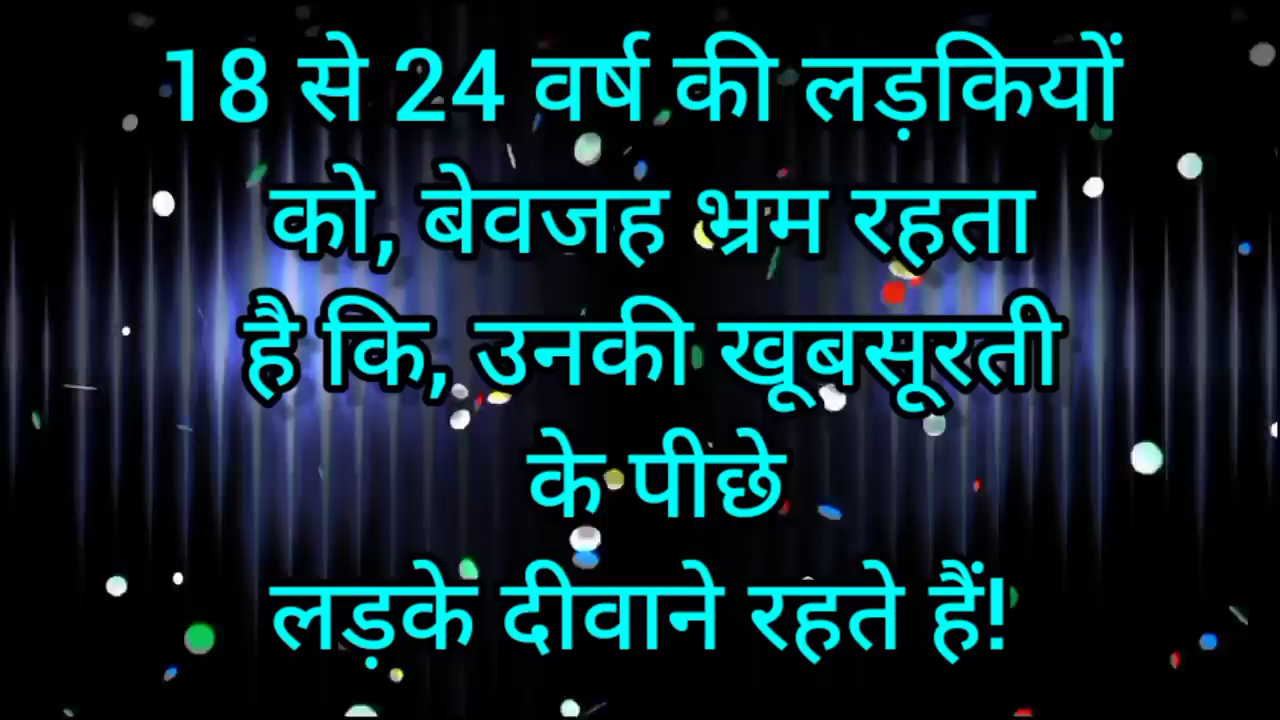 18 से 24 वर्ष की लड़कियों
को, बेवजह भ्रम रहता
है कि, उनकी खूबसूरती
के पीछे
लड़के दीवाने रहते हैं!